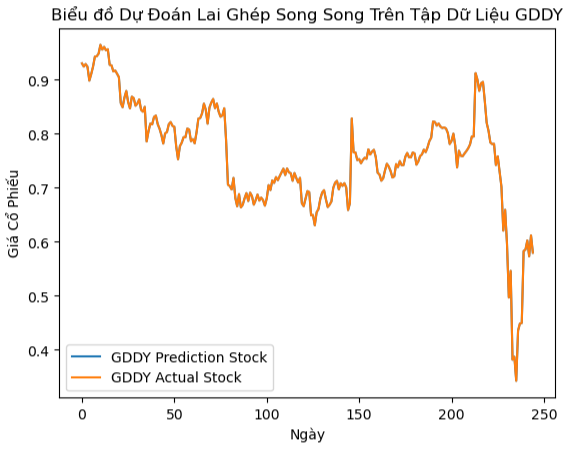 Biểu đồ Dự Đoán Lai Ghép Song Song Trên Tập Dữ Liệu GDDY
Giá Cổ Phiếu
0.9
0.8
0.7
0.6
0.5
0.4
GDDY Prediction Stock
GDDY Actual Stock
0 50 100 150 200 250
Ngày